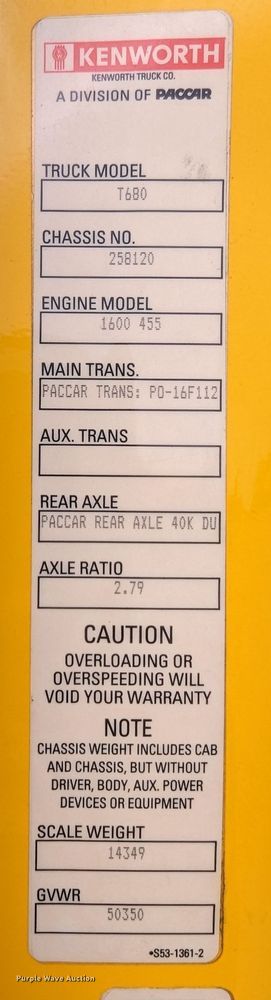 KENWORTH
KENWORTH TRUCK CO.
A DIVISION OF PACCAR
TRUCK MODEL
T680
CHASSIS NO.
258120
ENGINE MODEL
1600 455
MAIN TRANS.
PACCAR TRANS: PO-16F112
AUX. TRANS
REAR AXLE
PACCAR REAR AXLE 40K DU
AXLE RATIO
2.79
CAUTION
OVERLOADING OR
OVERSPEEDING WILL
VOID YOUR WARRANTY
NOTE
CHASSIS WEIGHT INCLUDES CAB
AND CHASSIS, BUT WITHOUT
DRIVER, BODY, AUX. POWER
DEVICES OR EQUIPMENT
SCALE WEIGHT
14349
GVWR
50350
•S53-1361-2
Purple Wave Auction